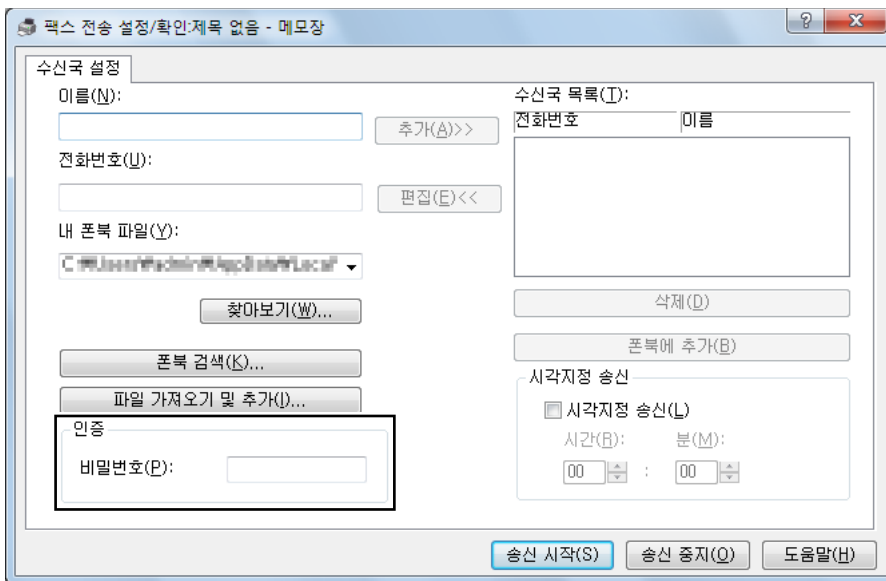 팩스 전송 설정/확인:제목 없음 - 메모장
수신국 설정
이름(N):
추가(A)>>
전화번호(U):
편집(E)<<
내 폰북 파일(Y):
찾아보기(W)...
폰북 검색(K)...
파일 가져오기 및 추가(I)...
인증
비밀번호(P):
수신국 목록(T):
전화번호 이름
삭제(D)
폰북에 추가(B)
시각지정 송신
시각지정 송신(L)
시간(R): 분(M):
00 : 00
송신 시작(S) 송신 중지(O) 도움말(H)